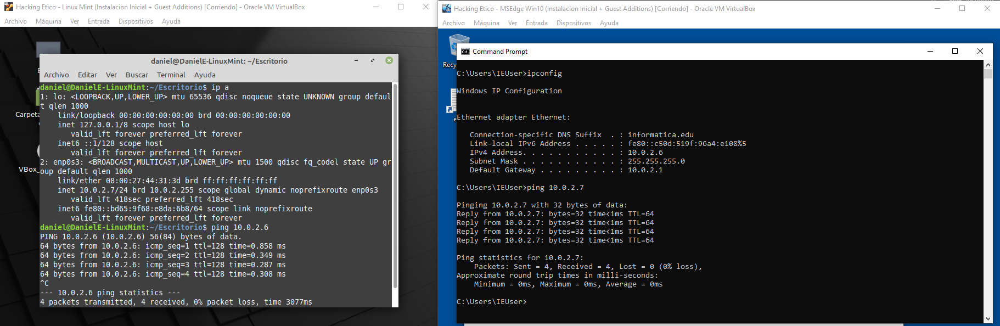 Hacking Etico - Linux Mint (Instalacion Inicial + Guest Additions) [Corriendo] - Oracle VM VirtualBox
Archivo Máquina Ver Entrada Dispositivos Ayuda
Carpeta
VBox_
daniel@DanielE-LinuxMint: ~/Escritorio
Archivo Editar Ver Buscar Terminal Ayuda
daniel@DanielE-LinuxMint:~/Escritorio$ ip a
1: lo: <LOOPBACK,UP,LOWER_UP> mtu 65536 qdisc noqueue state UNKNOWN group defaul
t qlen 1000
link/loopback 00:00:00:00:00:00 brd 00:00:00:00:00:00
inet 127.0.0.1/8 scope host lo
valid_lft forever preferred_lft forever
inet6 ::1/128 scope host
valid_lft forever preferred_lft forever
2: enp0s3: <BROADCAST,MULTICAST,UP,LOWER_UP> mtu 1500 qdisc fq_codel state UP gr
oup default qlen 1000
link/ether 08:00:27:44:31:3d brd ff:ff:ff:ff:ff:ff
inet 10.0.2.7/24 brd 10.0.2.255 scope global dynamic noprefixroute enp0s3
valid_lft 418sec preferred_lft 418sec
inet6 fe80::bd65:9f68:e8da:6b8/64 scope link noprefixroute
valid_lft forever preferred_lft forever
daniel@DanielE-LinuxMint:~/Escritorio$ ping 10.0.2.6
PING 10.0.2.6 (10.0.2.6) 56(84) bytes of data.
64 bytes from 10.0.2.6: icmp_seq=1 ttl=128 time=0.858 ms
64 bytes from 10.0.2.6: icmp_seq=2 ttl=128 time=0.349 ms
64 bytes from 10.0.2.6: icmp_seq=3 ttl=128 time=0.287 ms
64 bytes from 10.0.2.6: icmp_seq=4 ttl=128 time=0.308 ms
^C
--- 10.0.2.6 ping statistics ---
4 packets transmitted, 4 received, 0% packet loss, time 3077ms
Hacking Etico - MSEdge Win10 (Instalacion Inicial + Guest Additions) [Corriendo] - Oracle VM VirtualBox
Archivo Máquina Ver Entrada Dispositivos Ayuda
Recy
e
Command Prompt
C:\Users\IEUser>ipconfig
Windows IP Configuration
Ethernet adapter Ethernet:
Connection-specific DNS Suffix . : informatica.edu
Link-local IPv6 Address . . . . . : fe80::c50d:519f:96a4:e108%5
IPv4 Address. . . . . . . . . . . : 10.0.2.6
Subnet Mask . . . . . . . . . . . : 255.255.255.0
Default Gateway . . . . . . . . . : 10.0.2.1
C:\Users\IEUser>ping 10.0.2.7
Pinging 10.0.2.7 with 32 bytes of data:
Reply from 10.0.2.7: bytes=32 time<1ms TTL=64
Reply from 10.0.2.7: bytes=32 time<1ms TTL=64
Reply from 10.0.2.7: bytes=32 time<1ms TTL=64
Reply from 10.0.2.7: bytes=32 time<1ms TTL=64
Ping statistics for 10.0.2.7:
Packets: Sent = 4, Received = 4, Lost = 0 (0% loss),
Approximate round trip times in milli-seconds:
Minimum = 0ms, Maximum = 0ms, Average = 0ms
C:\Users\IEUser>